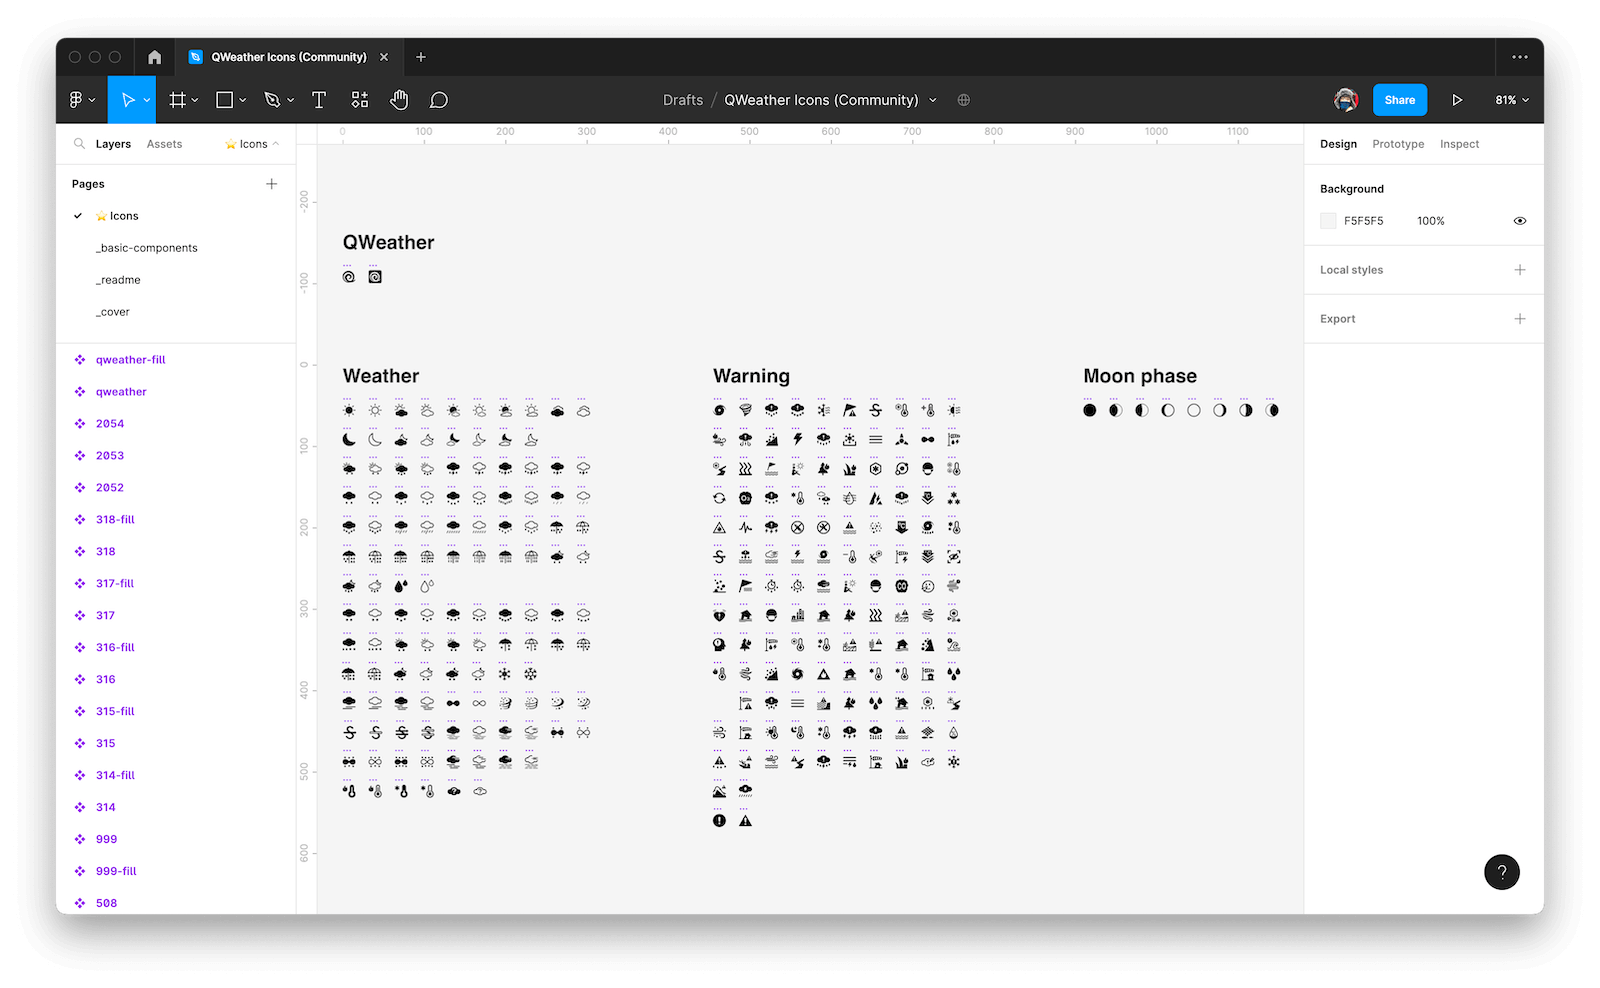 QWeather Icons (Community)
Drafts / QWeather Icons (Community)
Share
81%
Layers Assets ⭐ Icons
0 100 200 300 400 500 600 700 800 900 1000 1100
Design Prototype Inspect
Pages
⭐ Icons
_basic-components
_readme
_cover
qweather-fill
qweather
2054
2053
2052
318-fill
318
317-fill
317
316-fill
316
315-fill
315
314-fill
314
999
999-fill
508
-200
-100
0
100
200
300
400
500
600
QWeather
Weather
Warning
Moon phase
Background
F5F5F5 100%
Local styles
Export
?